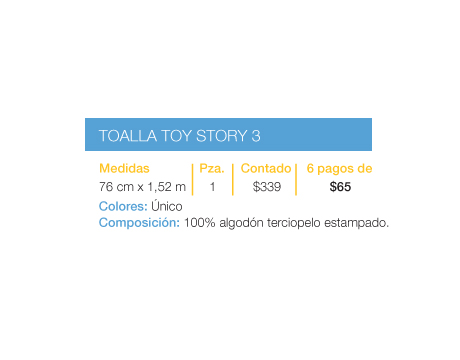 TOALLA TOY STORY 3
Medidas Pza. Contado 6 pagos de
76 cm x 1,52 m 1 $339 $65
Colores: Único
Composición: 100% algodón terciopelo estampado.